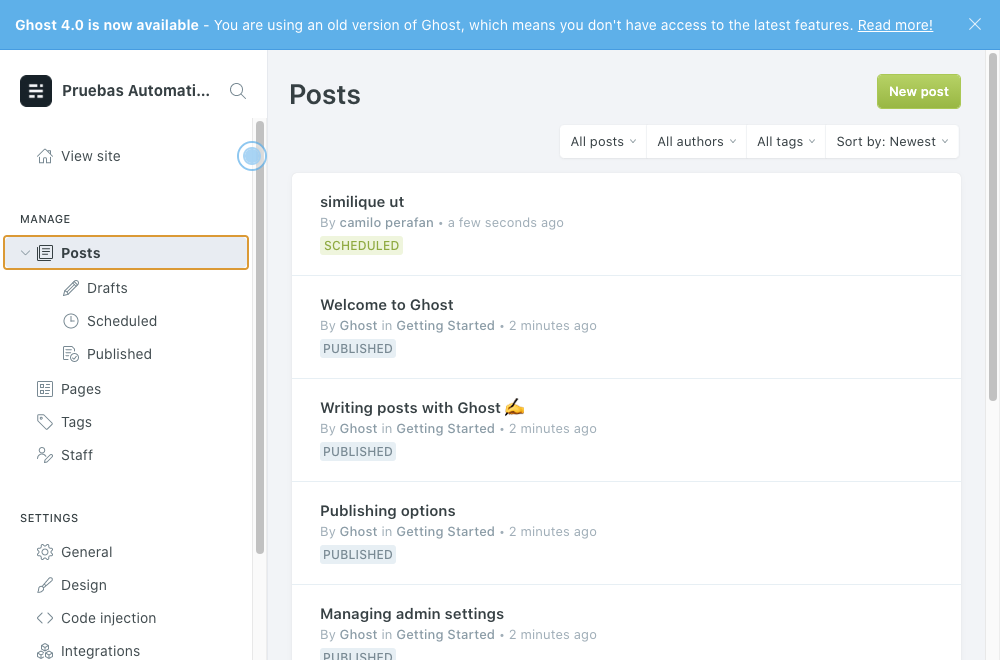 Ghost 4.0 is now available - You are using an old version of Ghost, which means you don't have access to the latest features. Read more!
Pruebas Automati...
View site
MANAGE
Posts
Drafts
Scheduled
Published
Pages
Tags
Staff
SETTINGS
General
Design
Code injection
Integrations
Posts
New post
All posts
All authors
All tags
Sort by: Newest
similique ut
By camilo perafan • a few seconds ago
SCHEDULED
Welcome to Ghost
By Ghost in Getting Started • 2 minutes ago
PUBLISHED
Writing posts with Ghost ✍️
By Ghost in Getting Started • 2 minutes ago
PUBLISHED
Publishing options
By Ghost in Getting Started • 2 minutes ago
PUBLISHED
Managing admin settings
By Ghost in Getting Started • 2 minutes ago
PUBLISHED